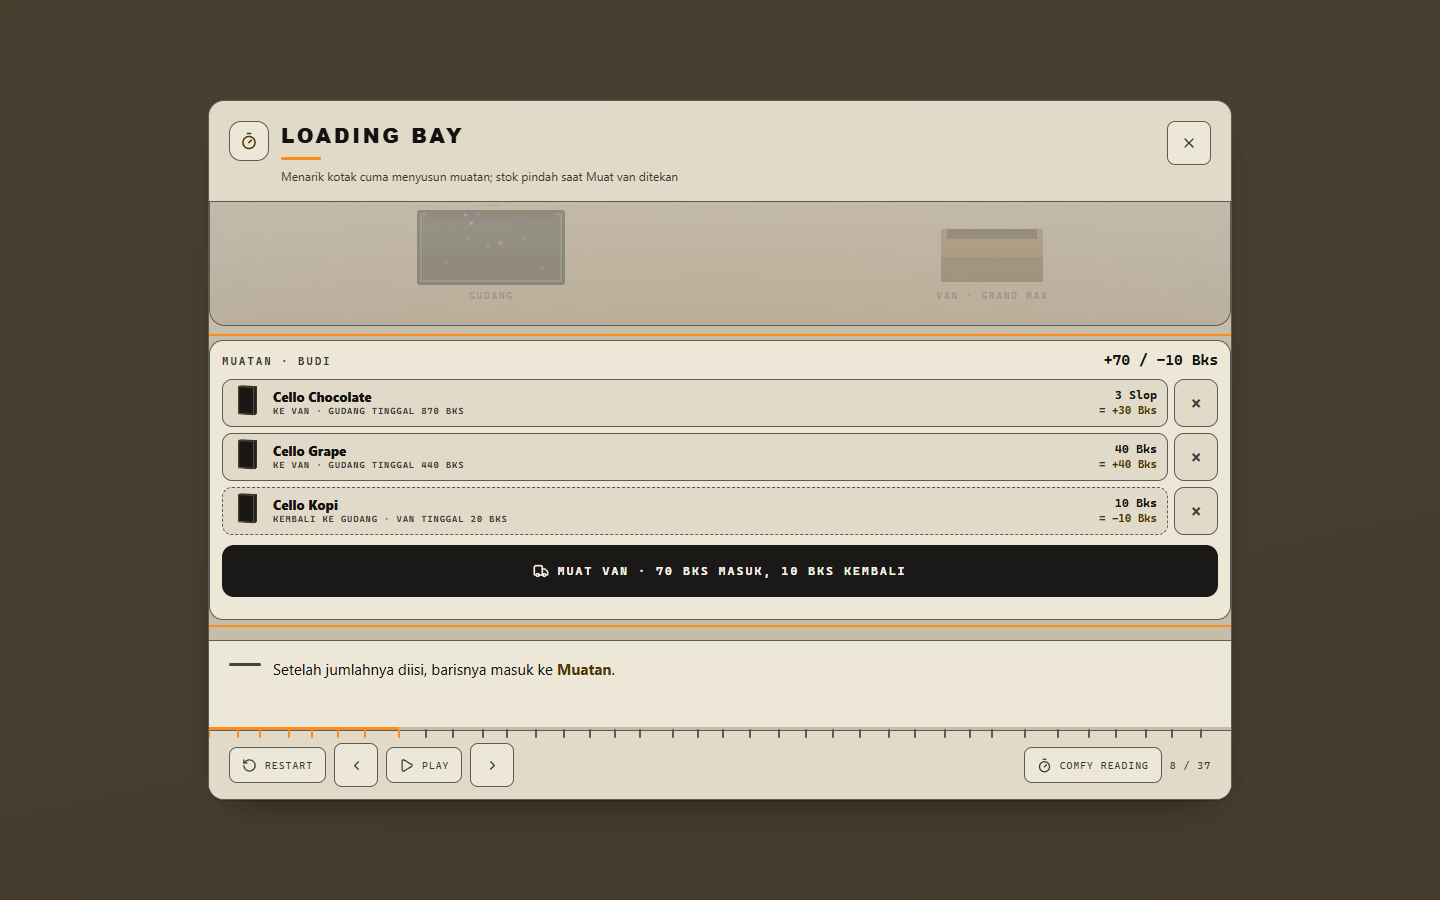 LOADING BAY
Menarik kotak cuma menyusun muatan; stok pindah saat Muat van ditekan
GUDANG
VAN · GRAND MAX
MUATAN · BUDI
+70 / −10 Bks
Cello Chocolate
KE VAN · GUDANG TINGGAL 870 BKS
3 Slop
= +30 Bks
×
Cello Grape
KE VAN · GUDANG TINGGAL 440 BKS
40 Bks
= +40 Bks
×
Cello Kopi
KEMBALI KE GUDANG · VAN TINGGAL 20 BKS
10 Bks
= −10 Bks
×
MUAT VAN · 70 BKS MASUK, 10 BKS KEMBALI
Setelah jumlahnya diisi, barisnya masuk ke Muatan.
RESTART
PLAY
COMFY READING
8 / 37